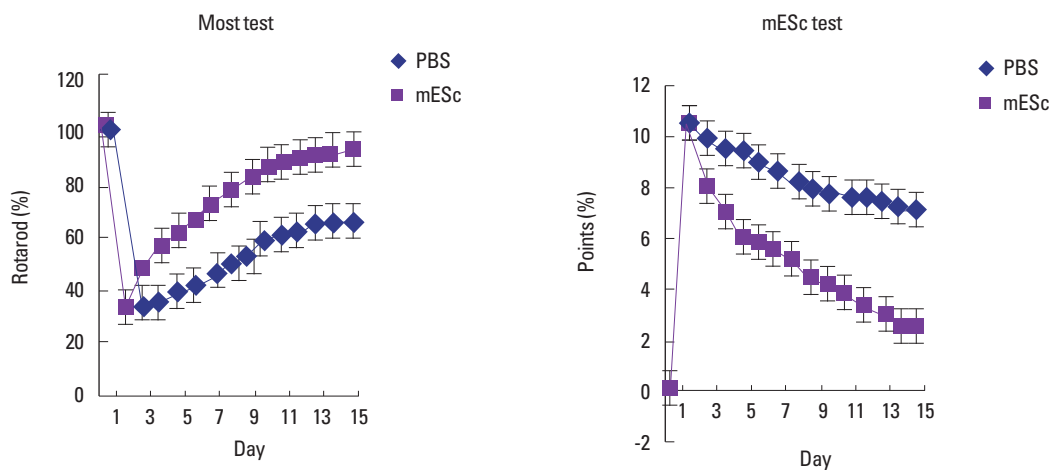 Most test
PBS
mESc
120
100
80
60
40
20
0
Rotarod (%)
1 3 5 7 9 11 13 15
Day
mESc test
PBS
mESc
12
10
8
6
4
2
0
-2
Points (%)
1 3 5 7 9 11 13 15
Day